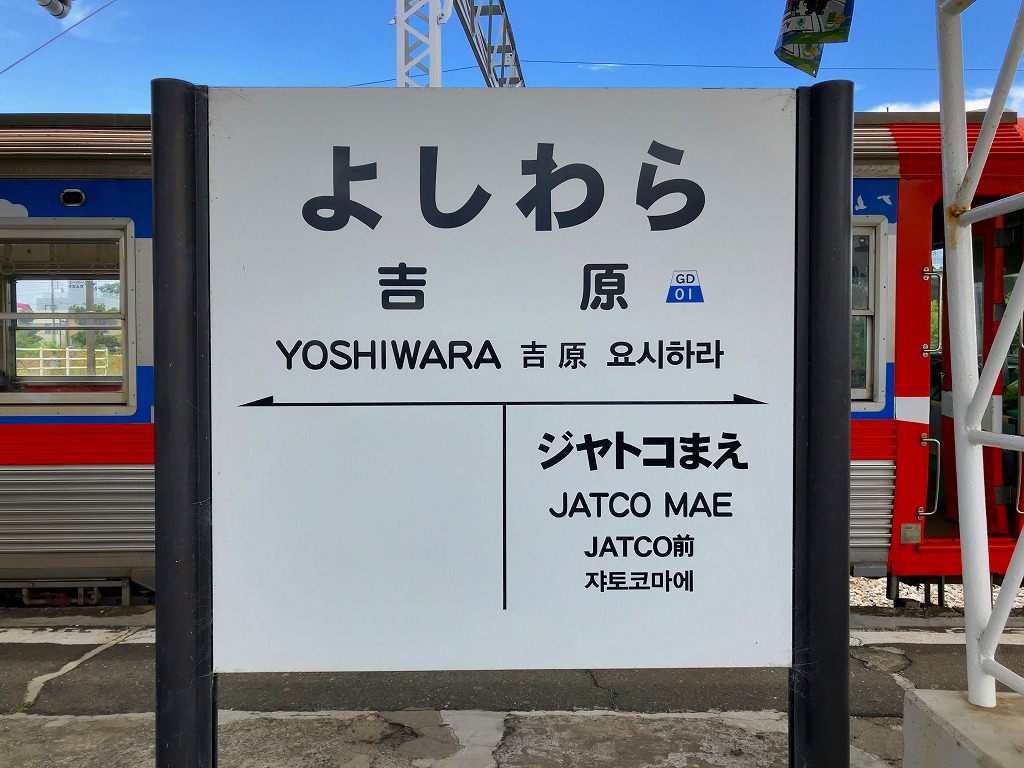 よしわら
吉原 GD 01
YOSHIWARA 吉原 요시하라
ジヤトコまえ
JATCO MAE
JATCO前
쟈토코마에